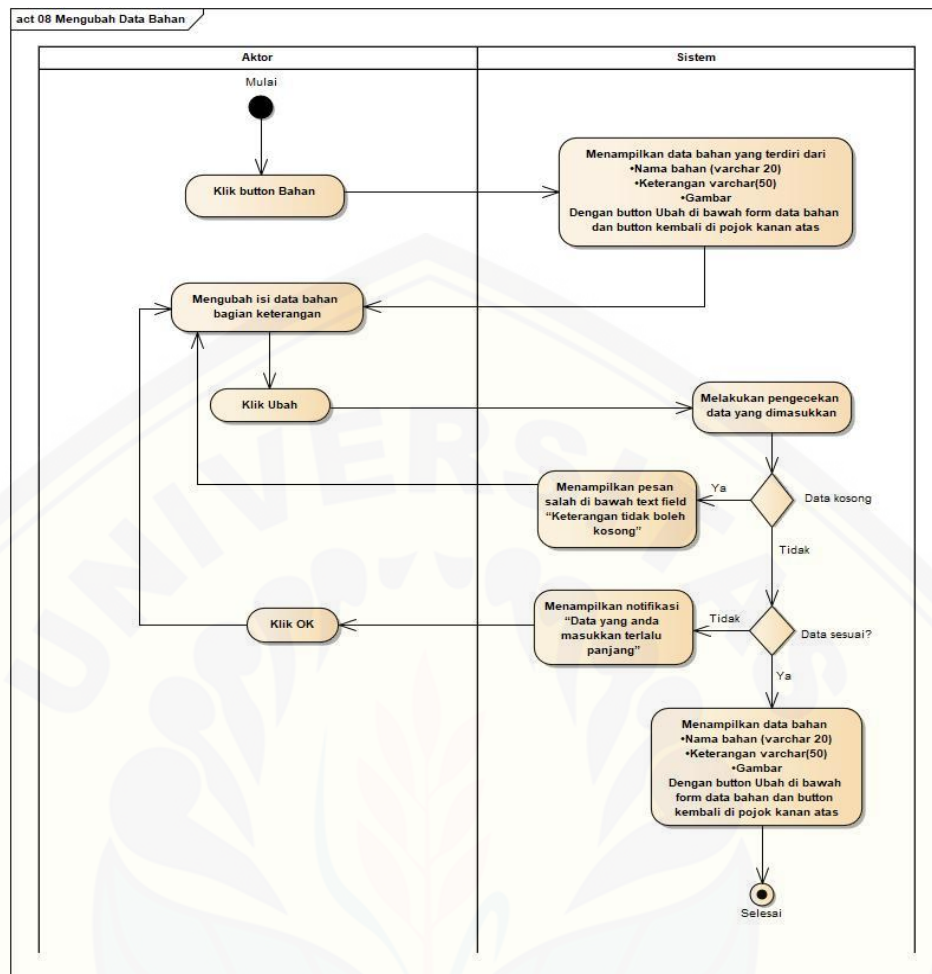 act 08 Mengubah Data Bahan
Aktor
Sistem
Mulai
Klik button Bahan
Menampilkan data bahan yang terdiri dari
•Nama bahan (varchar 20)
•Keterangan varchar(50)
•Gambar
Dengan button Ubah di bawah form data bahan
dan button kembali di pojok kanan atas
Mengubah isi data bahan
bagian keterangan
Klik Ubah
Melakukan pengecekan
data yang dimasukkan
Data kosong
Ya
Menampilkan pesan
salah di bawah text field
“Keterangan tidak boleh
kosong”
Tidak
Data sesuai?
Tidak
Menampilkan notifikasi
“Data yang anda
masukkan terlalu
panjang”
Klik OK
Ya
Menampilkan data bahan
•Nama bahan (varchar 20)
•Keterangan varchar(50)
•Gambar
Dengan button Ubah di bawah
form data bahan dan button
kembali di pojok kanan atas
Selesai
UNIVERSITAS